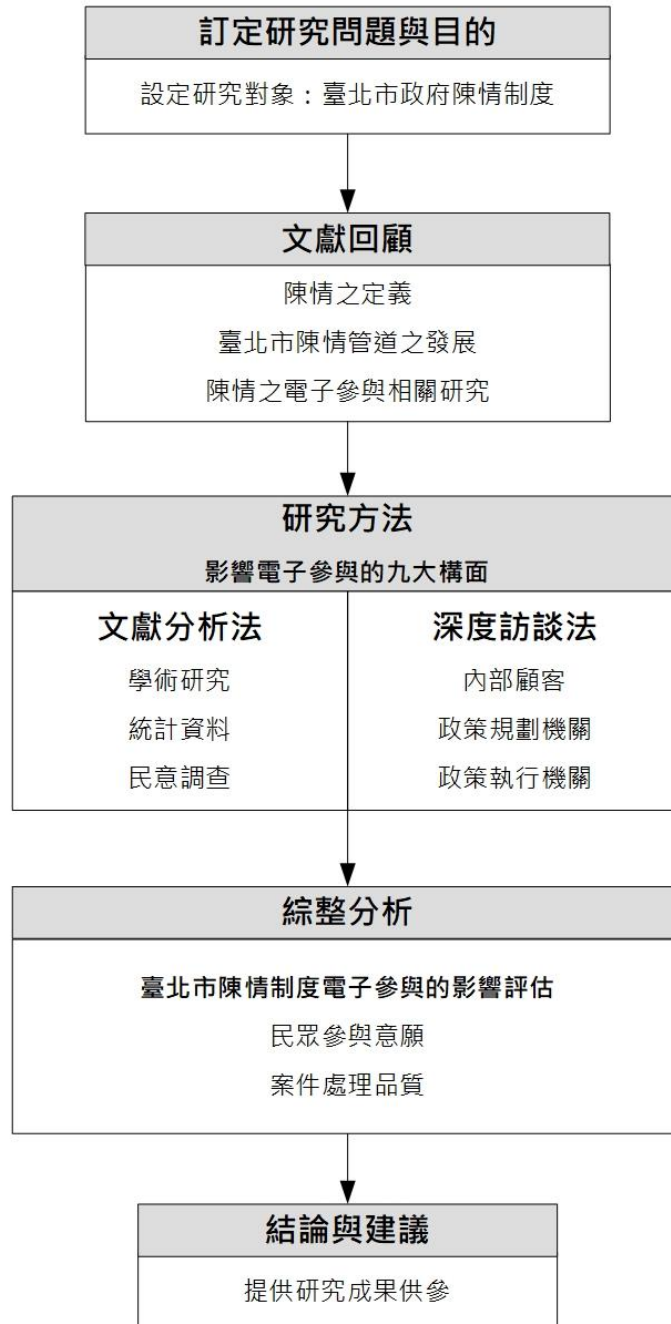 訂定研究問題與目的
設定研究對象：臺北市政府陳情制度
文獻回顧
陳情之定義
臺北市陳情管道之發展
陳情之電子參與相關研究
研究方法
影響電子參與的九大構面
文獻分析法
學術研究
統計資料
民意調查
深度訪談法
內部顧客
政策規劃機關
政策執行機關
綜整分析
臺北市陳情制度電子參與的影響評估
民眾參與意願
案件處理品質
結論與建議
提供研究成果供參